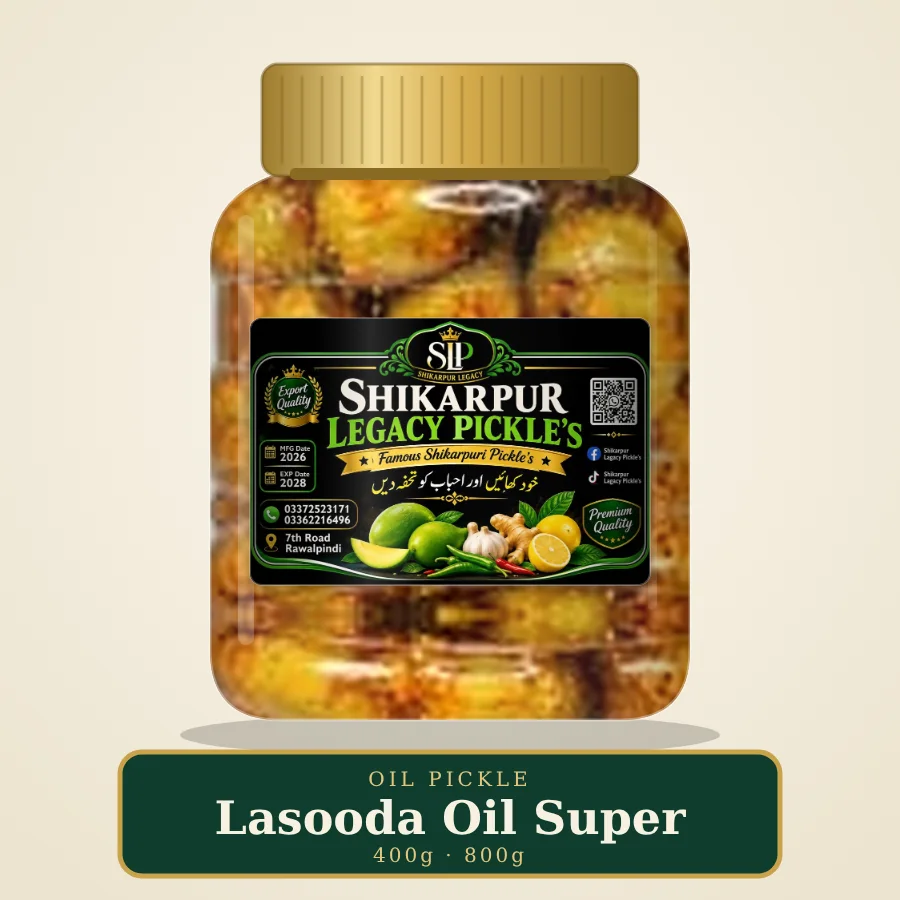 SLP
SHIKARPUR LEGACY
SHIKARPUR
LEGACY PICKLE'S
Famous Shikarpuri Pickle's
خود کھائیں اور احباب کو تحفہ دیں
Export
Quality
MFG Date
2026
EXP Date
2028
03372523171
03362216496
7th Road
Rawalpindi
Shikarpur
Legacy Pickle's
Shikarpur
Legacy Pickle's
Premium
Quality
OIL PICKLE
Lasooda Oil Super
400g · 800g